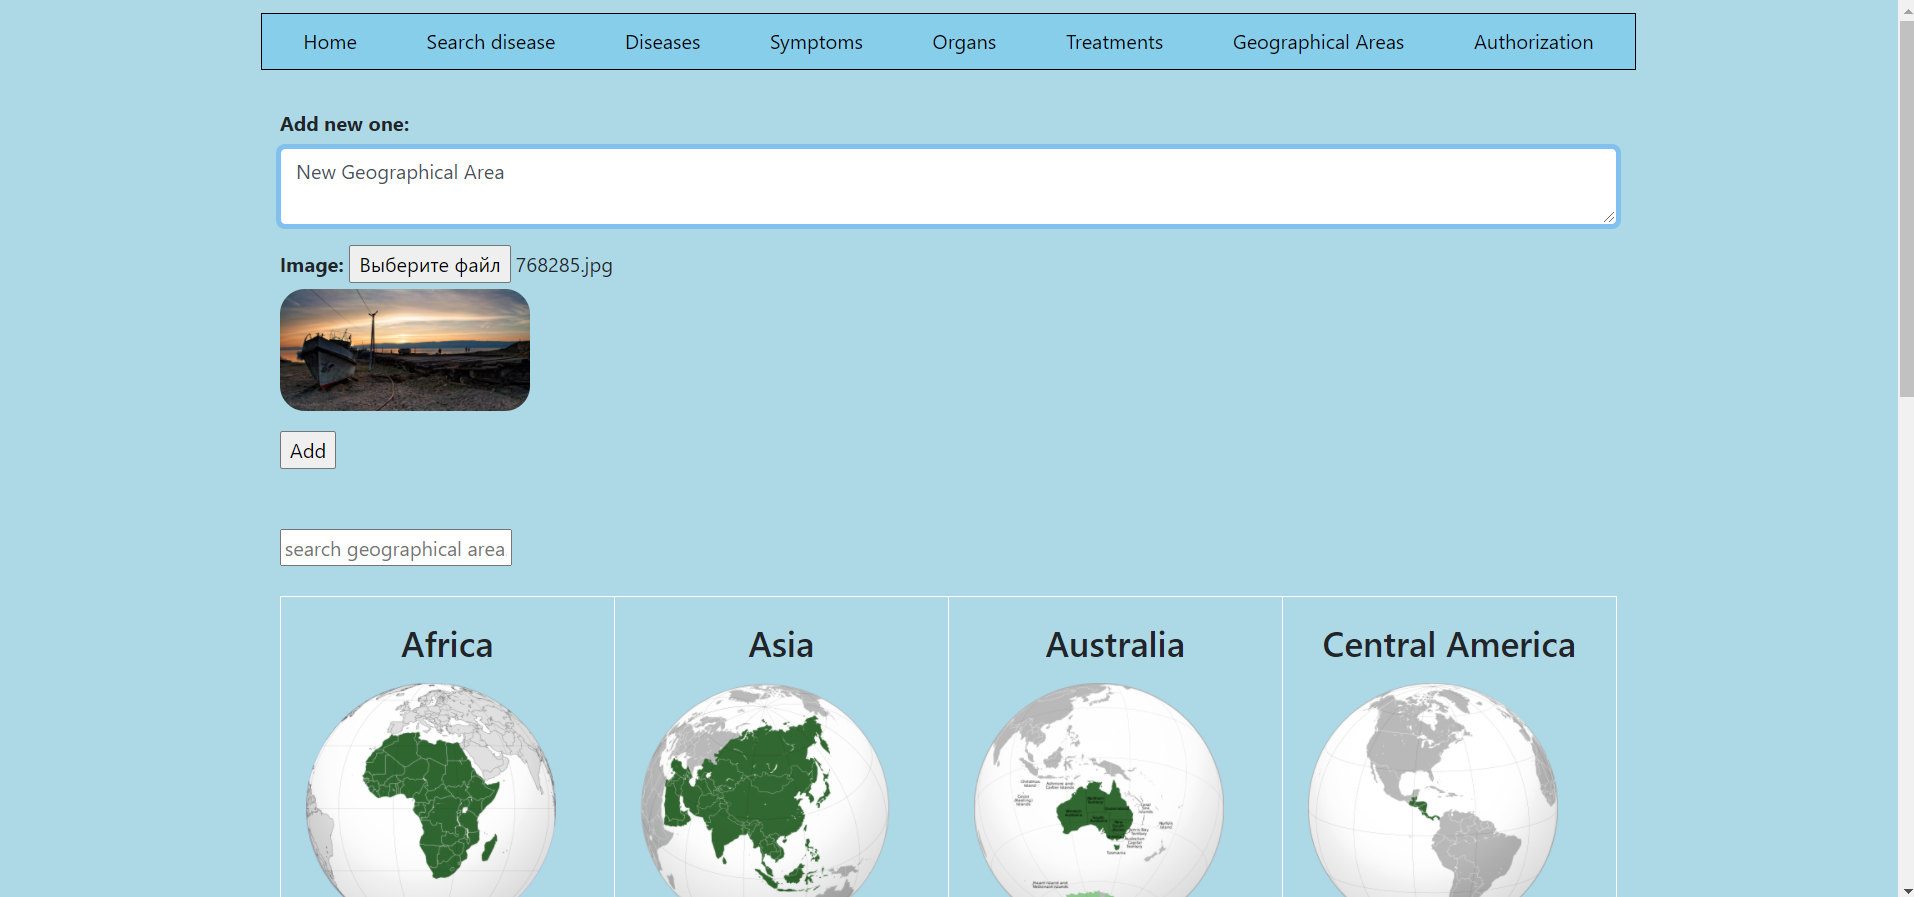 Home Search disease Diseases Symptoms Organs Treatments Geographical Areas Authorization
Add new one:
New Geographical Area
Image: Выберите файл 768285.jpg
Add
search geographical area
Africa Asia Australia Central America